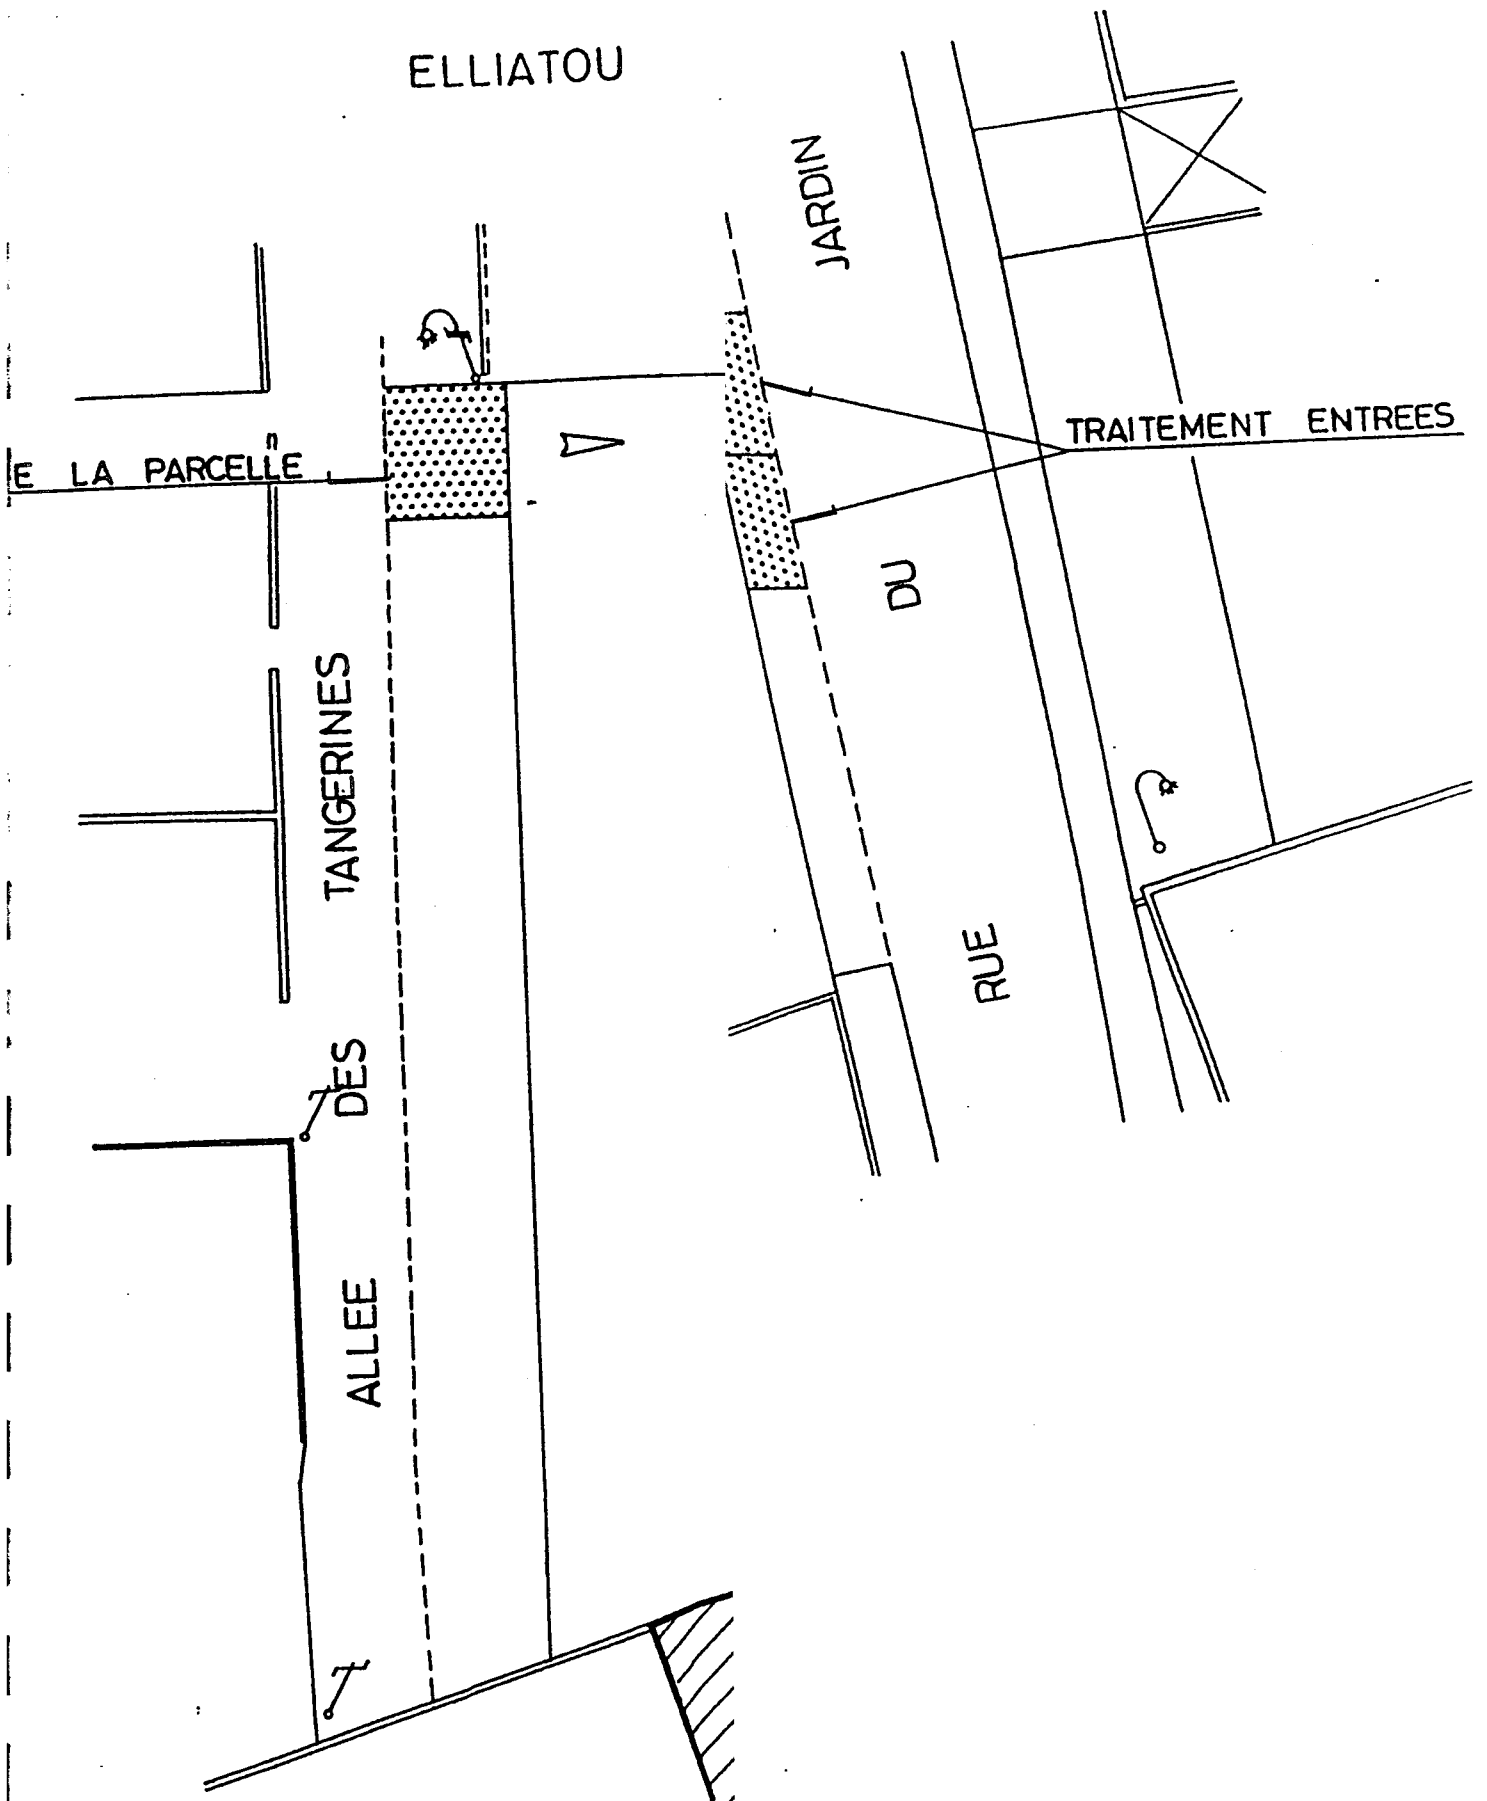 ELLIATOU
JARDIN
DU
RUE
TRAITEMENT ENTREES
E LA PARCELLE
TANGERINES
DES
ALLEE